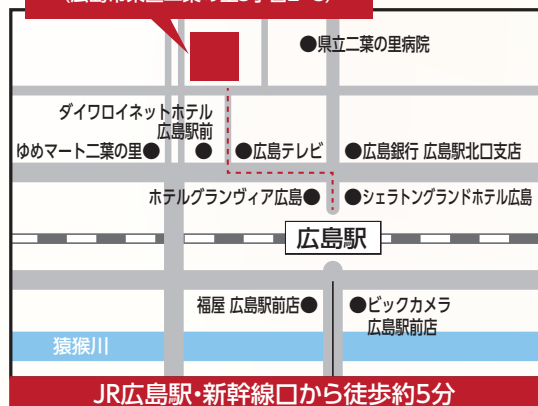 ●県立二葉の里病院
ダイワロイネットホテル
広島駅前
ゆめマート二葉の里●
●
●広島テレビ
●広島銀行 広島駅北口支店
ホテルグランヴィア広島●
●シェラトングランドホテル広島
広島駅
福屋 広島駅前店●
●ビックカメラ
広島駅前店
猿猴川
JR広島駅・新幹線口から徒歩約5分